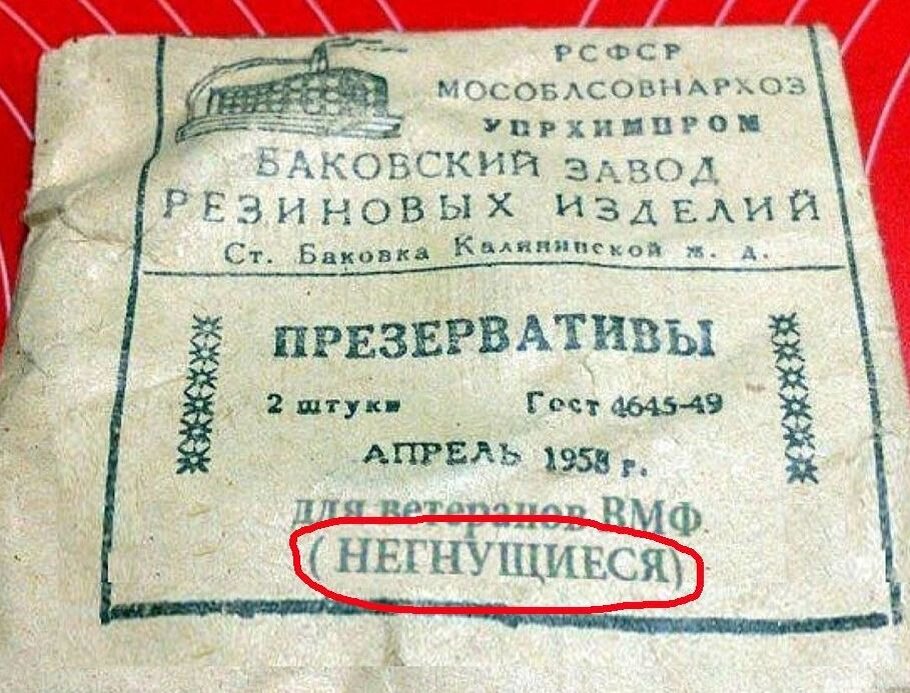 РСФСР
МОСОБЛСОВНАРХОЗ
УПРХИМПРОМ
БАКОВСКИЙ ЗАВОД
РЕЗИНОВЫХ ИЗДЕЛИЙ
Ст. Баковка Калининской ж. д.
ПРЕЗЕРВАТИВЫ
2 штуки Гост 4645-49
АПРЕЛЬ 1958 г.
для ветеранов ВМФ
( НЕГНУЩИЕСЯ)